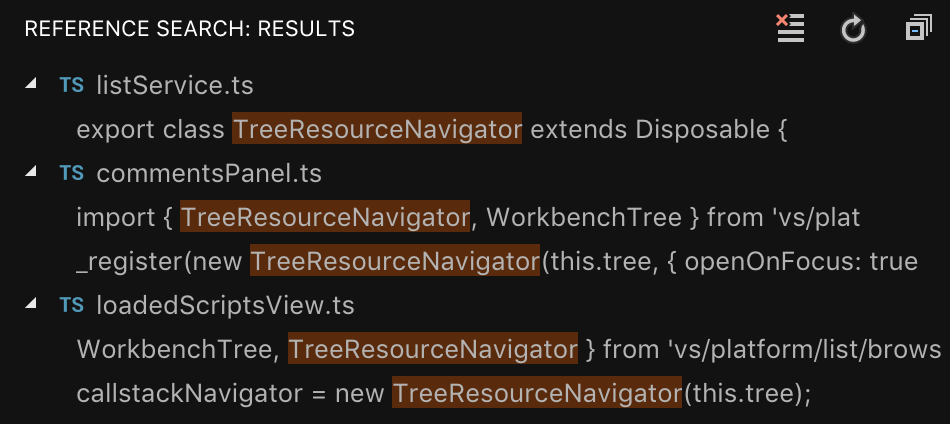 REFERENCE SEARCH: RESULTS
TS listService.ts
export class TreeResourceNavigator extends Disposable {
TS commentsPanel.ts
import { TreeResourceNavigator, WorkbenchTree } from 'vs/plat
_register(new TreeResourceNavigator(this.tree, { openOnFocus: true
TS loadedScriptsView.ts
WorkbenchTree, TreeResourceNavigator } from 'vs/platform/list/brows
callstackNavigator = new TreeResourceNavigator(this.tree);